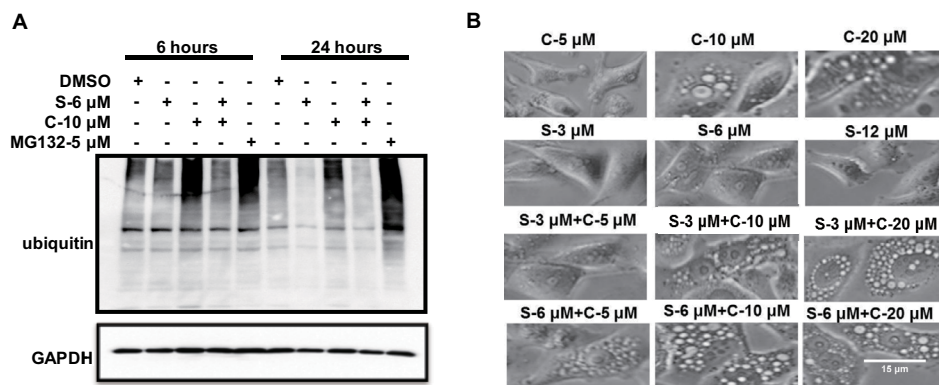 A
6 hours 24 hours
DMSO + - - - - + - - - -
S-6 μM - + - + - - + - + -
C-10 μM - - + + - - - + + -
MG132-5 μM - - - - + - - - - +
ubiquitin
GAPDH
B
C-5 μM C-10 μM C-20 μM
S-3 μM S-6 μM S-12 μM
S-3 μM+C-5 μM S-3 μM+C-10 μM S-3 μM+C-20 μM
S-6 μM+C-5 μM S-6 μM+C-10 μM S-6 μM+C-20 μM
15 μm